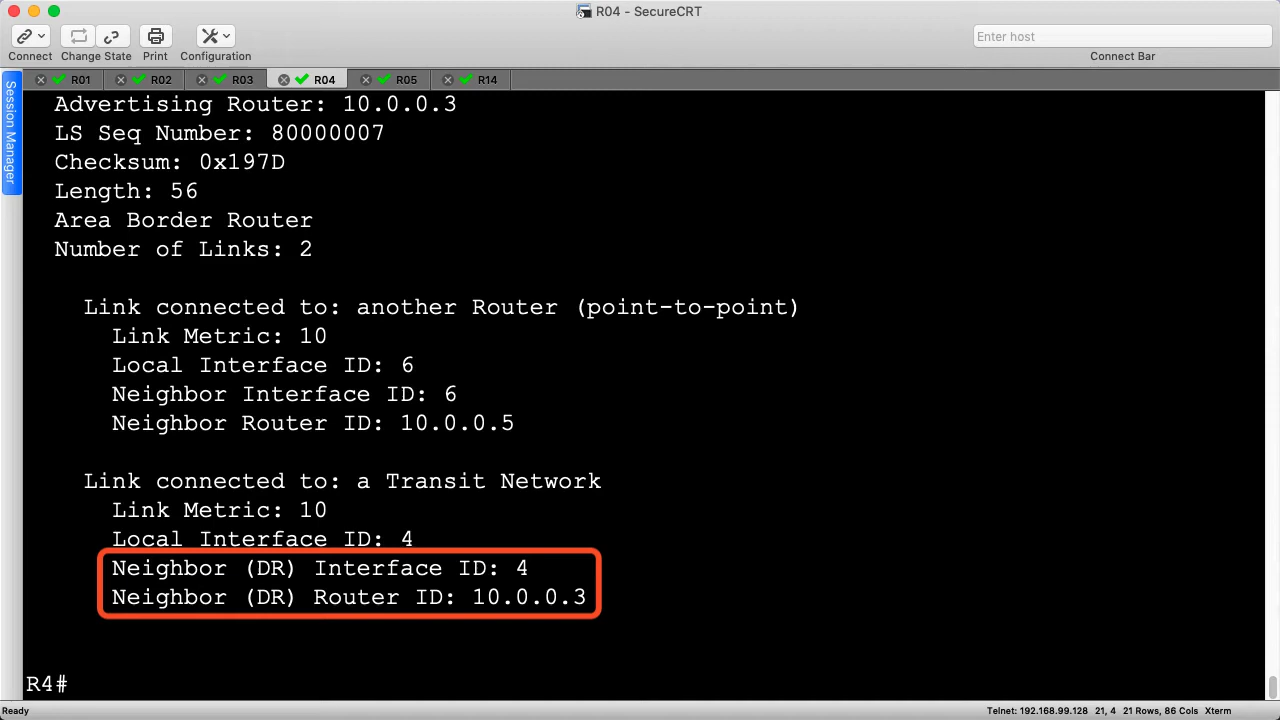 R04 - SecureCRT
Enter host
Connect Change State Print Configuration Connect Bar
R01 R02 R03 R04 R05 R14
Session Manager
Advertising Router: 10.0.0.3
LS Seq Number: 80000007
Checksum: 0x197D
Length: 56
Area Border Router
Number of Links: 2
Link connected to: another Router (point-to-point)
Link Metric: 10
Local Interface ID: 6
Neighbor Interface ID: 6
Neighbor Router ID: 10.0.0.5
Link connected to: a Transit Network
Link Metric: 10
Local Interface ID: 4
Neighbor (DR) Interface ID: 4
Neighbor (DR) Router ID: 10.0.0.3
R4#
Ready Telnet: 192.168.99.128 21, 4 21 Rows, 86 Cols Xterm